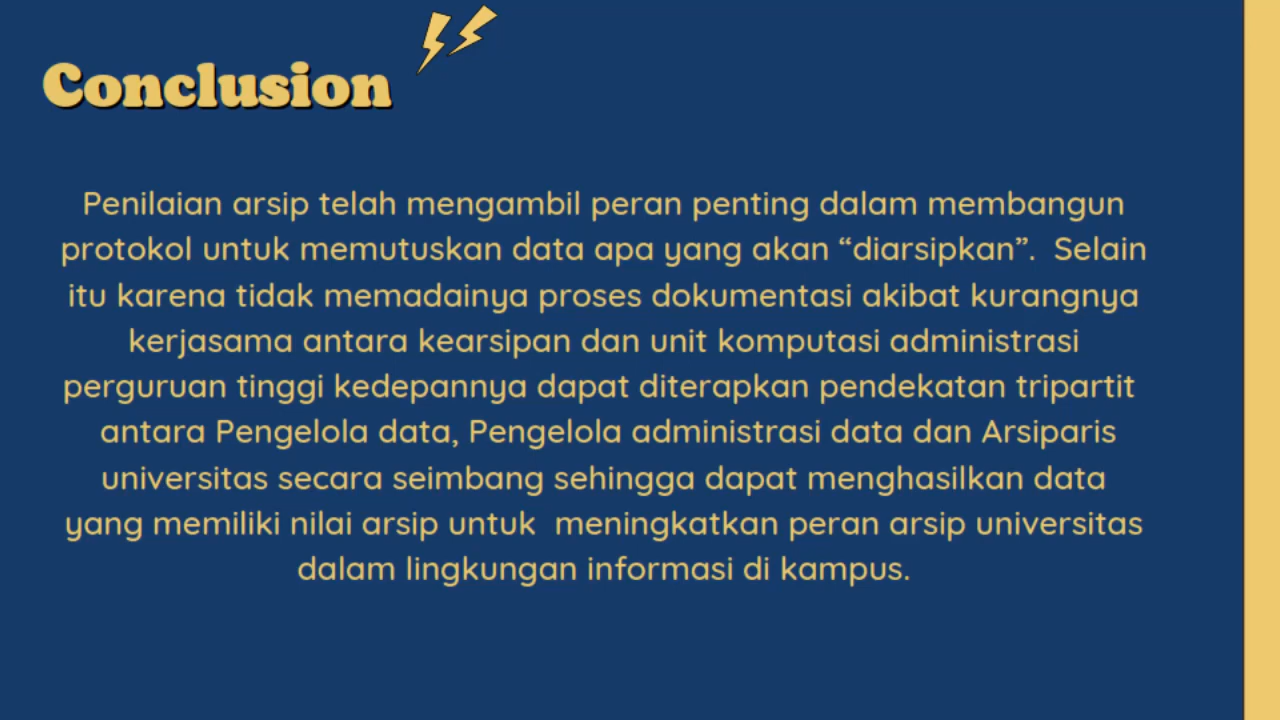 Conclusion
Penilaian arsip telah mengambil peran penting dalam membangun
protokol untuk memutuskan data apa yang akan “diarsipkan”.  Selain
itu karena tidak memadainya proses dokumentasi akibat kurangnya
kerjasama antara kearsipan dan unit komputasi administrasi
perguruan tinggi kedepannya dapat diterapkan pendekatan tripartit
antara Pengelola data, Pengelola administrasi data dan Arsiparis
universitas secara seimbang sehingga dapat menghasilkan data
yang memiliki nilai arsip untuk  meningkatkan peran arsip universitas
dalam lingkungan informasi di kampus.